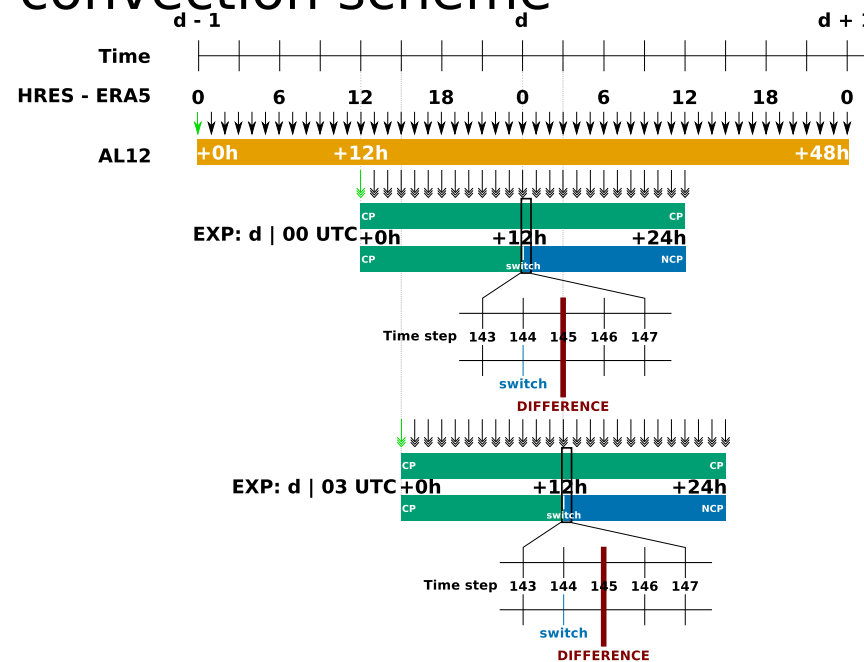 convection scheme
d - 1 d d + 1
Time
HRES - ERA5 0 6 12 18 0 6 12 18 0
AL12 +0h +12h +48h
CP CP
EXP: d | 00 UTC +0h +12h +24h
CP switch NCP
Time step 143 144 145 146 147
switch
DIFFERENCE
CP CP
EXP: d | 03 UTC +0h +12h +24h
CP switch NCP
Time step 143 144 145 146 147
switch
DIFFERENCE